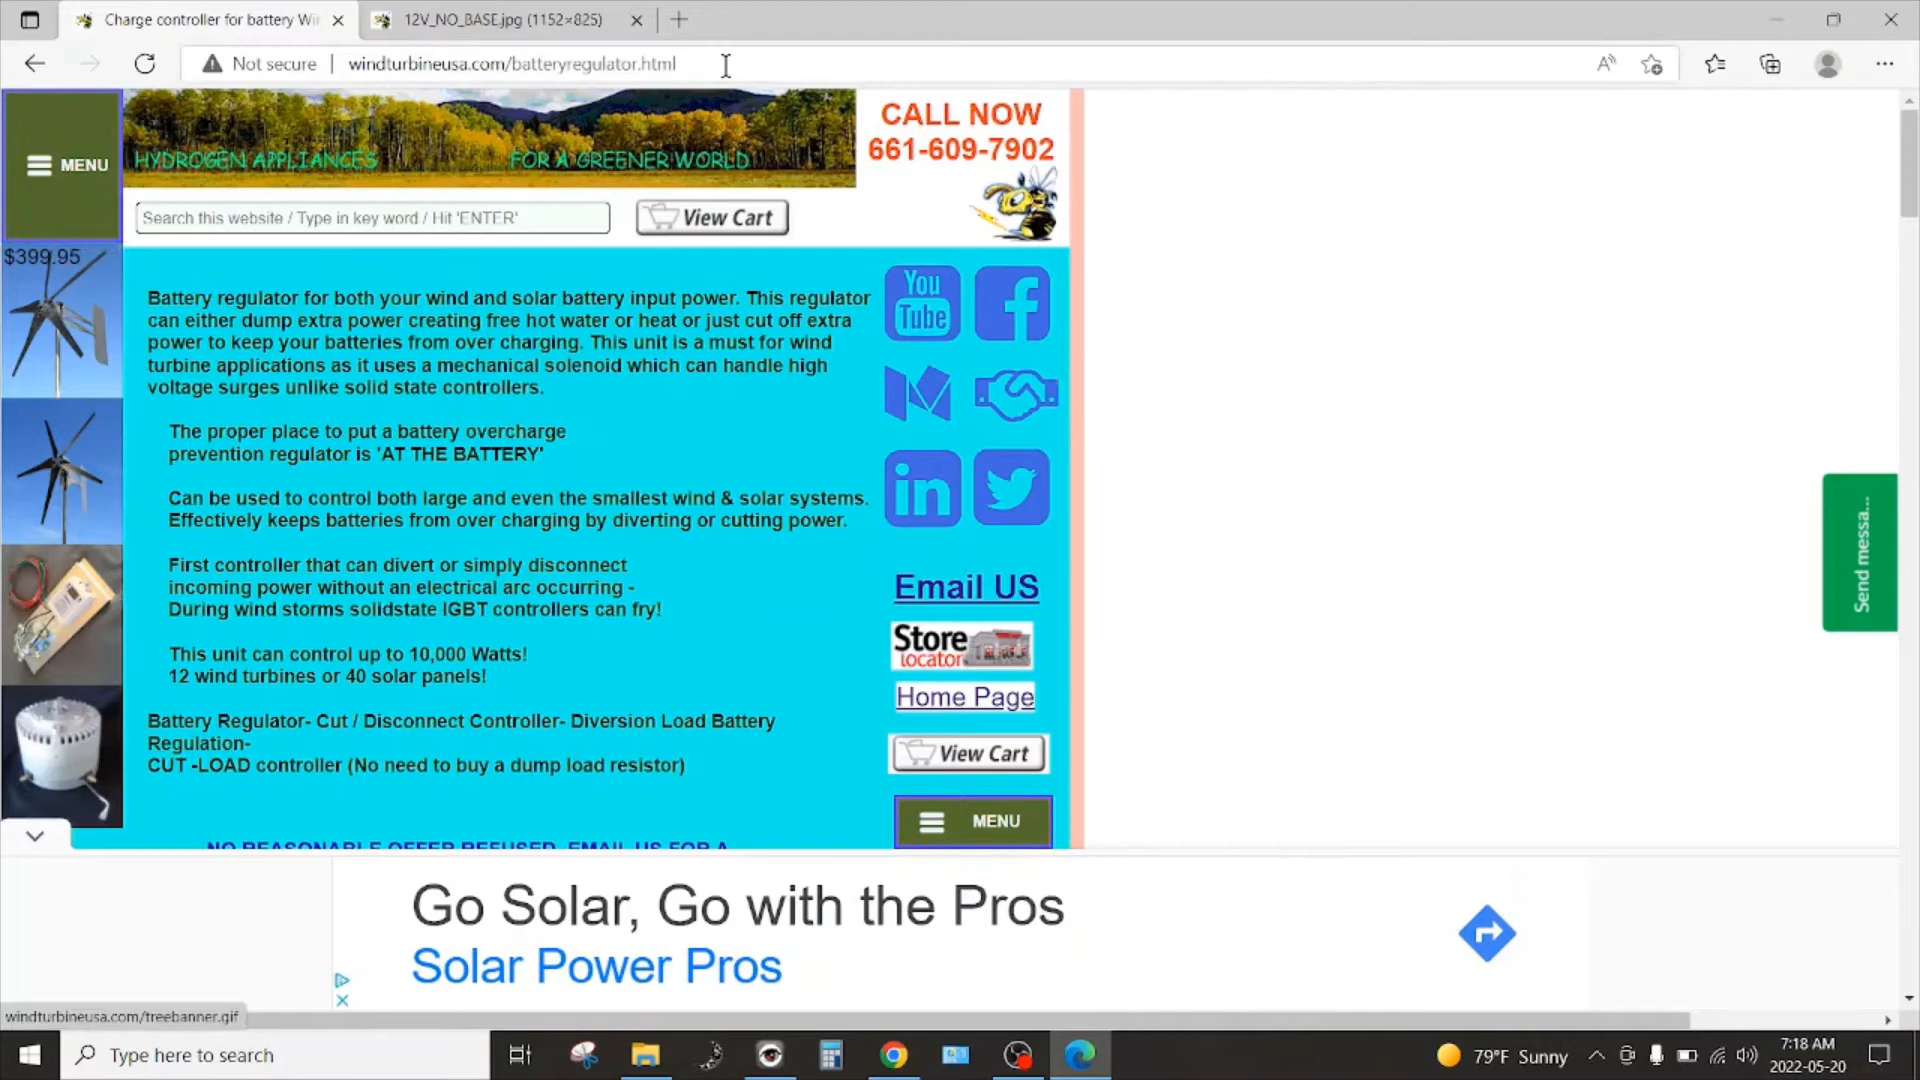 Charge controller for battery Wi
12V_NO_BASE.jpg (1152×825)
Not secure
windturbineusa.com/batteryregulator.html
MENU
HYDROGEN APPLIANCES
FOR A GREENER WORLD
CALL NOW
661-609-7902
Search this website / Type in key word / Hit 'ENTER'
View Cart
$399.95
Battery regulator for both your wind and solar battery input power. This regulator
can either dump extra power creating free hot water or heat or just cut off extra
power to keep your batteries from over charging. This unit is a must for wind
turbine applications as it uses a mechanical solenoid which can handle high
voltage surges unlike solid state controllers.
The proper place to put a battery overcharge
prevention regulator is 'AT THE BATTERY'
Can be used to control both large and even the smallest wind & solar systems.
Effectively keeps batteries from over charging by diverting or cutting power.
First controller that can divert or simply disconnect
incoming power without an electrical arc occurring -
During wind storms solidstate IGBT controllers can fry!
This unit can control up to 10,000 Watts!
12 wind turbines or 40 solar panels!
Battery Regulator- Cut / Disconnect Controller- Diversion Load Battery
Regulation-
CUT -LOAD controller (No need to buy a dump load resistor)
NO REASONABLE OFFER REFUSED, EMAIL US FOR A
You
Tube
in
Email US
Store
locator
Home Page
View Cart
MENU
Send messa...
Go Solar, Go with the Pros
Solar Power Pros
windturbineusa.com/treebanner.gif
Type here to search
79°F Sunny
7:18 AM
2022-05-20